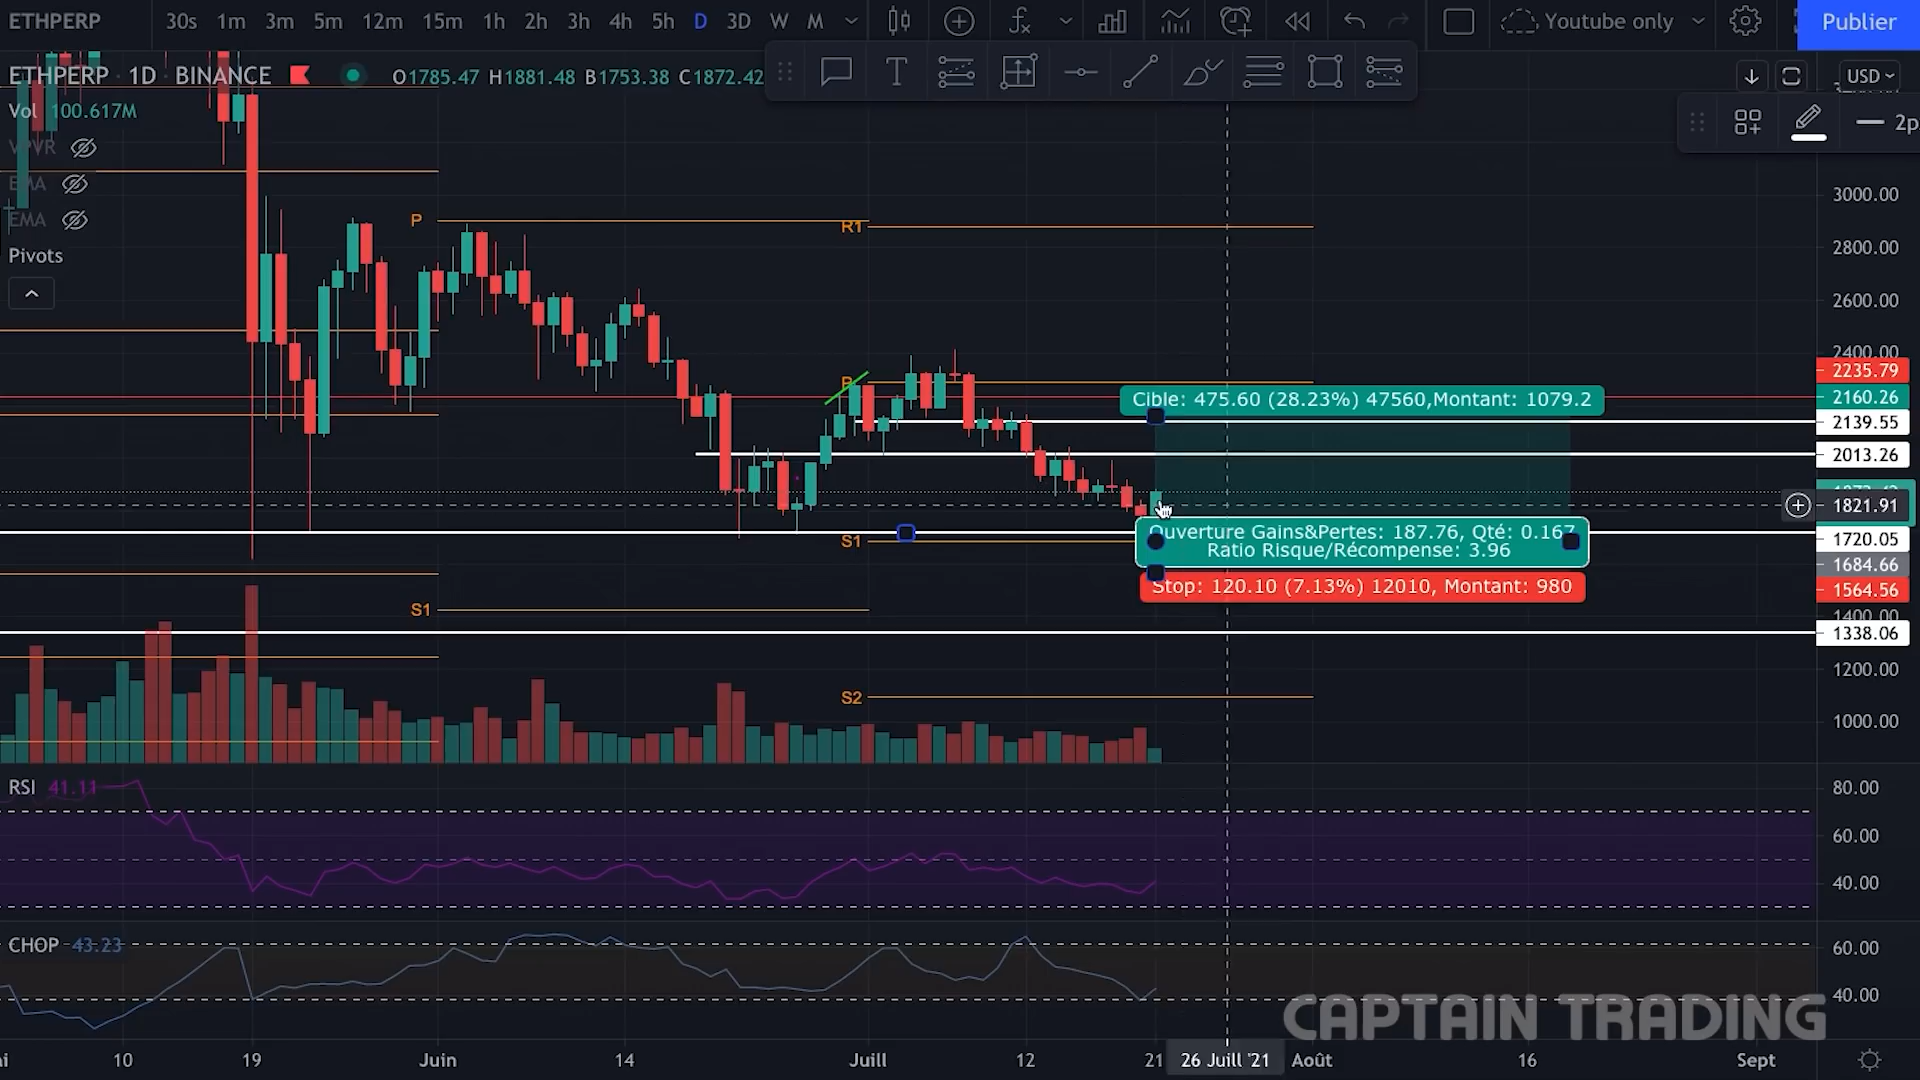 ETHPERP 30s 1m 3m 5m 12m 15m 1h 2h 3h 4h 5h D 3D W M Youtube only Publier
ETHPERP · 1D · BINANCE O1785.47 H1881.48 B1753.38 C1872.42 USD
Vol 100.617M
2p
VPVR
EMA
EMA
Pivots
3000.00
2800.00
2600.00
2400.00
2235.79
2160.26
2139.55
2013.26
1821.91
1720.05
1684.66
1564.56
1400.00
1338.06
1200.00
1000.00
P
R1
P
S1
S1
S2
Cible: 475.60 (28.23%) 47560,Montant: 1079.2
Ouverture Gains&Pertes: 187.76, Qté: 0.167
Ratio Risque/Récompense: 3.96
Stop: 120.10 (7.13%) 12010, Montant: 980
RSI 41.11
80.00
60.00
40.00
CHOP 43.23
60.00
40.00
CAPTAIN TRADING
10 19 Juin 14 Juill 12 21 26 Juill '21 Août 16 Sept